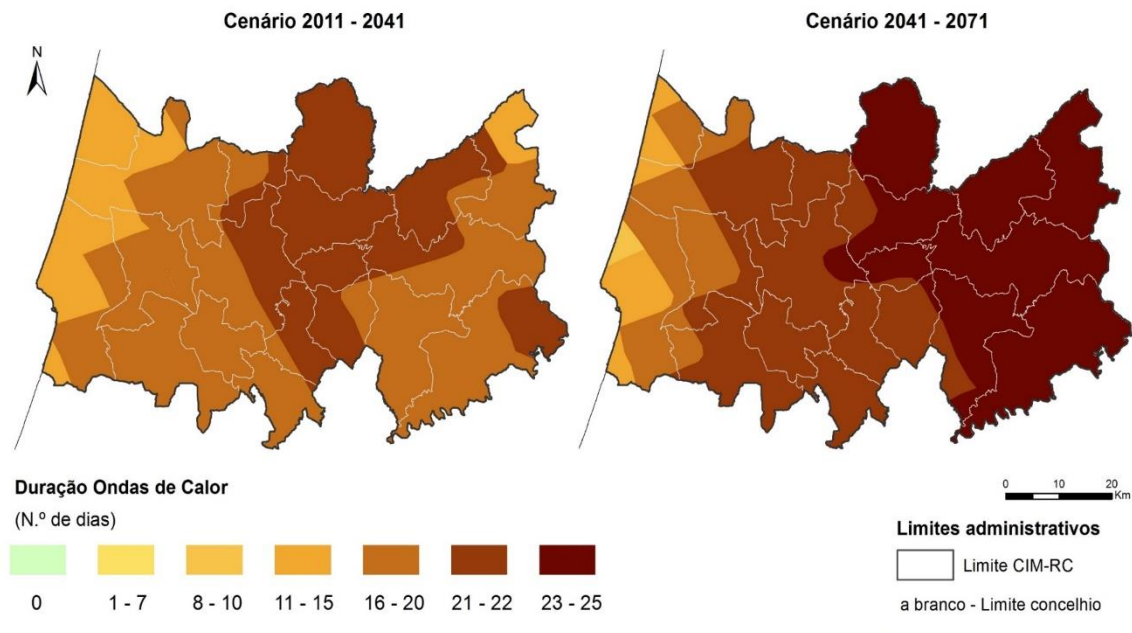 Cenário 2011 - 2041
Cenário 2041 - 2071
N
Duração Ondas de Calor
(N.º de dias)
0
1 - 7
8 - 10
11 - 15
16 - 20
21 - 22
23 - 25
0 10 20
Km
Limites administrativos
Limite CIM-RC
a branco - Limite concelhio